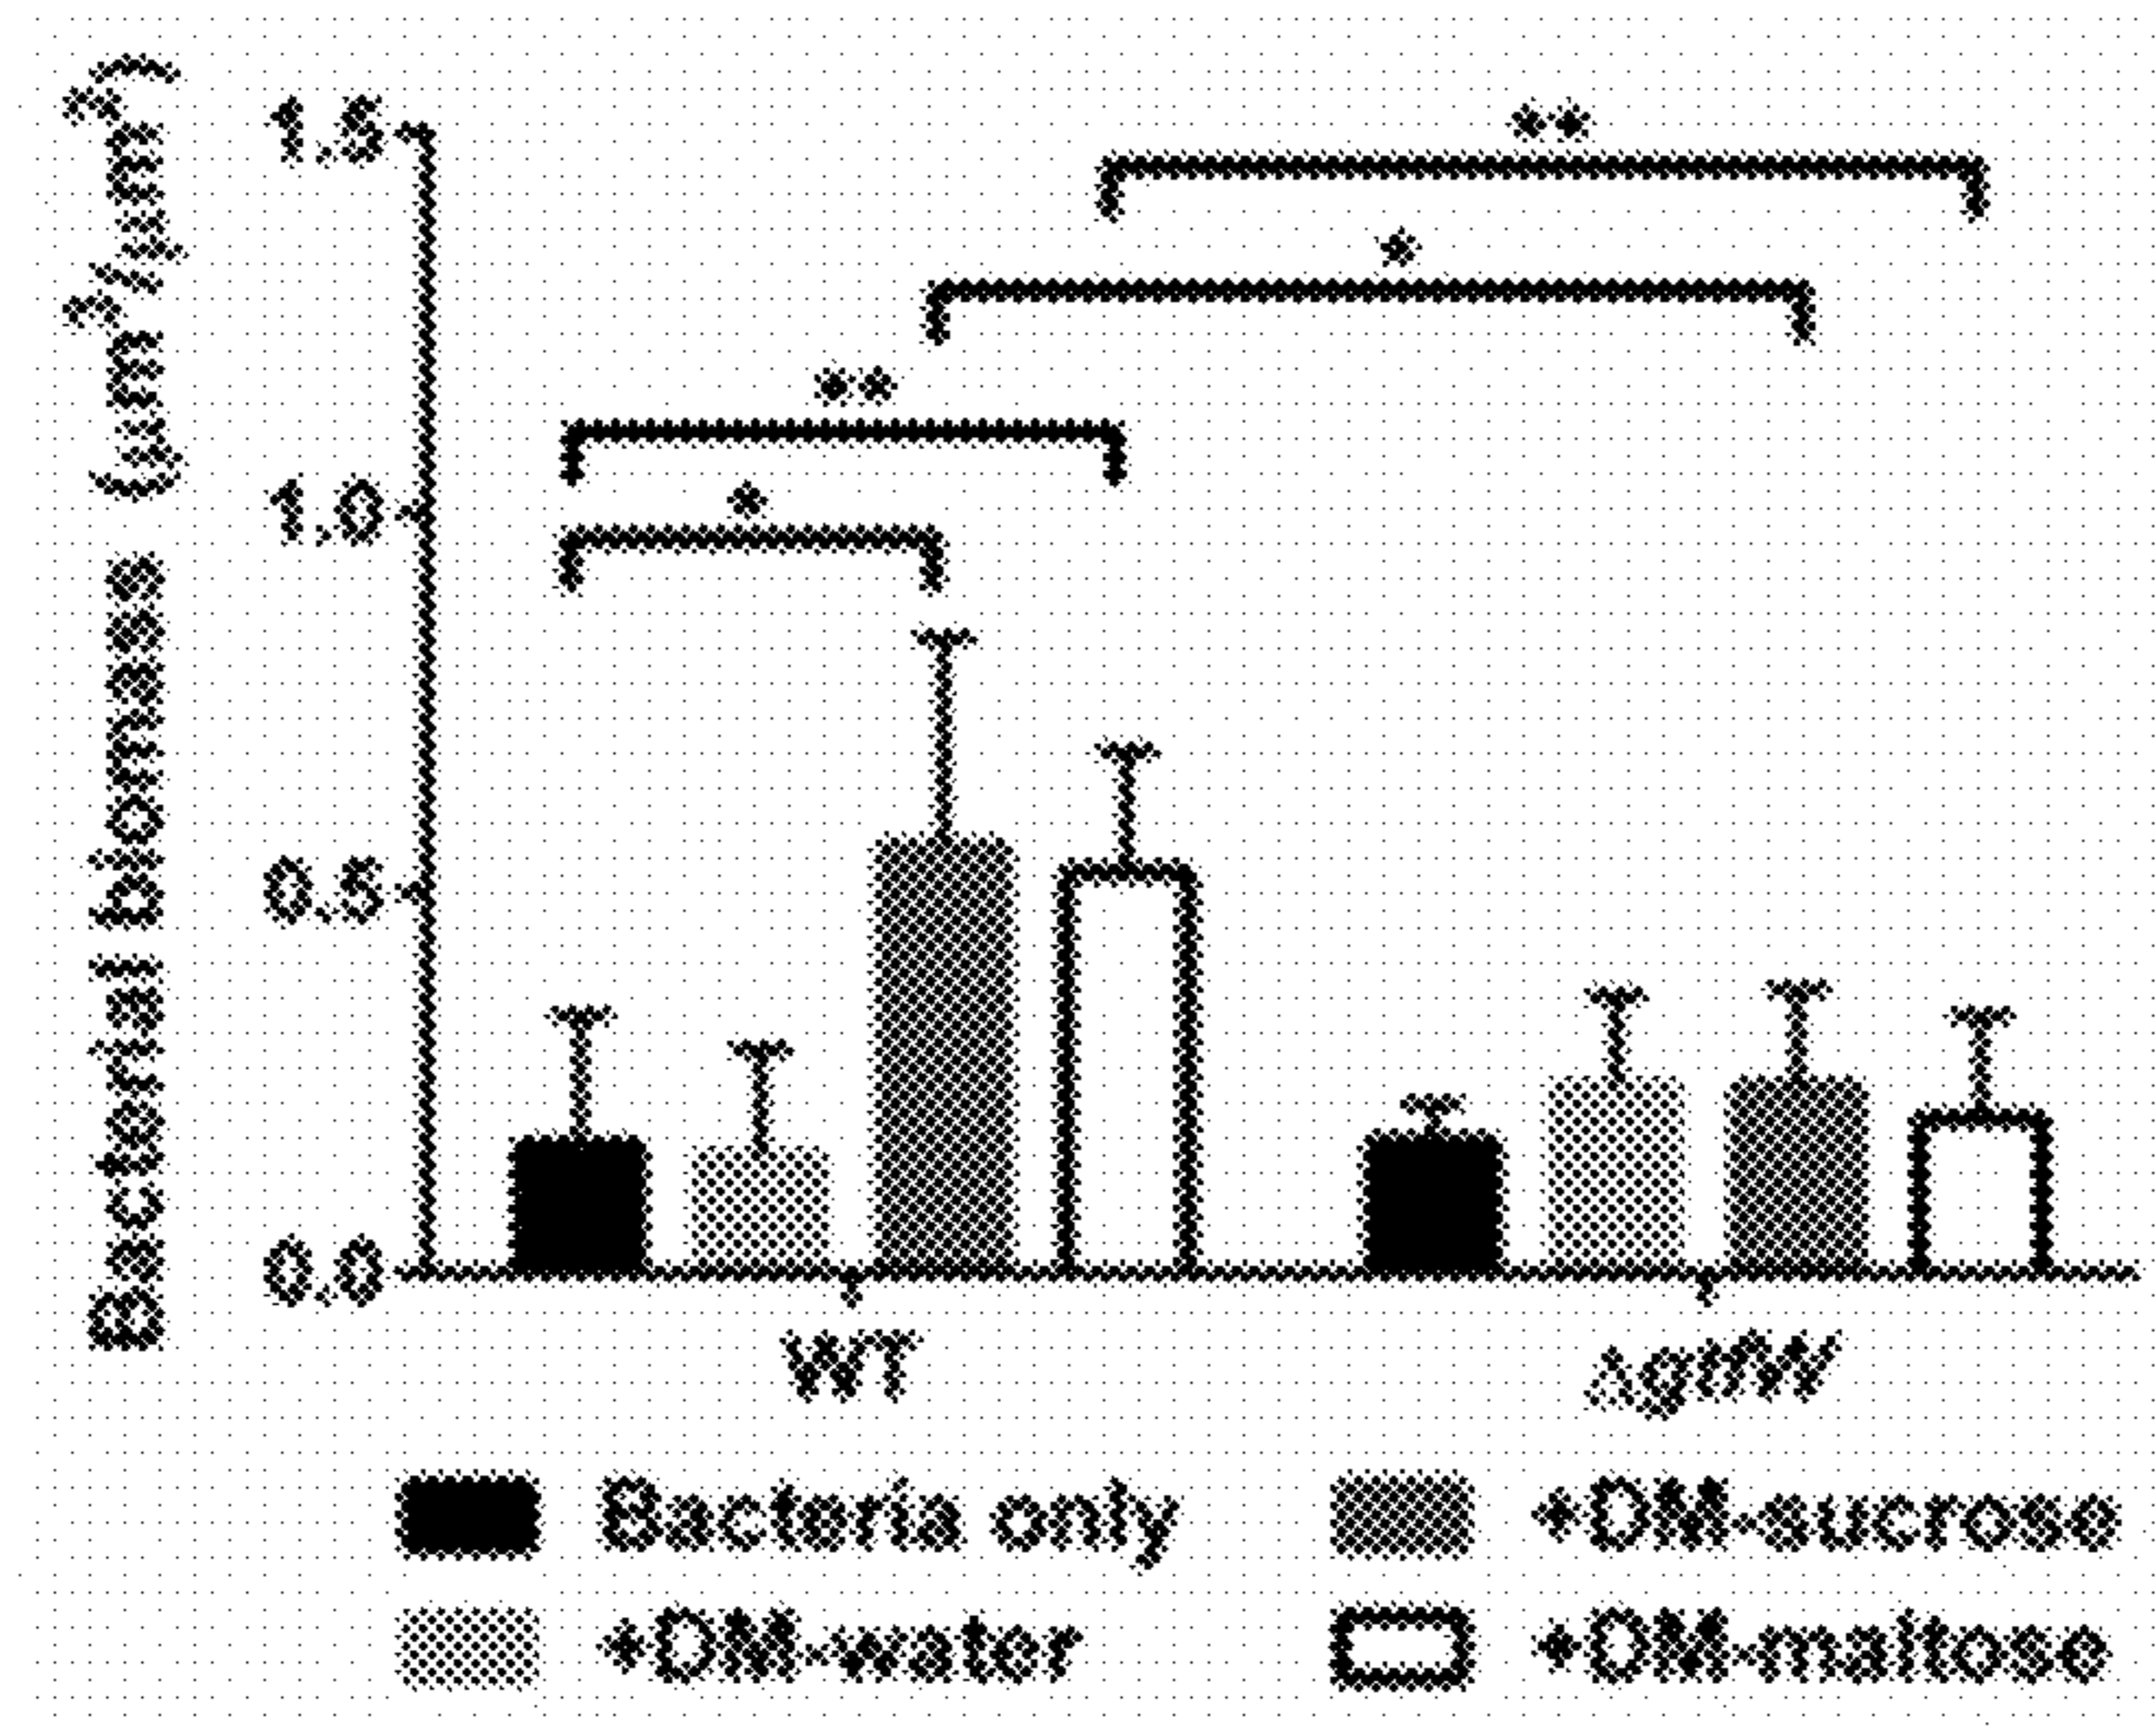 Bacterial biomass (µm³/µm²)
1.5
1.0
0.5
0.0
**
*
**
*
WT
ΔgtfW
Bacteria only
+DM-sucrose
+DM-water
+DM-maltose